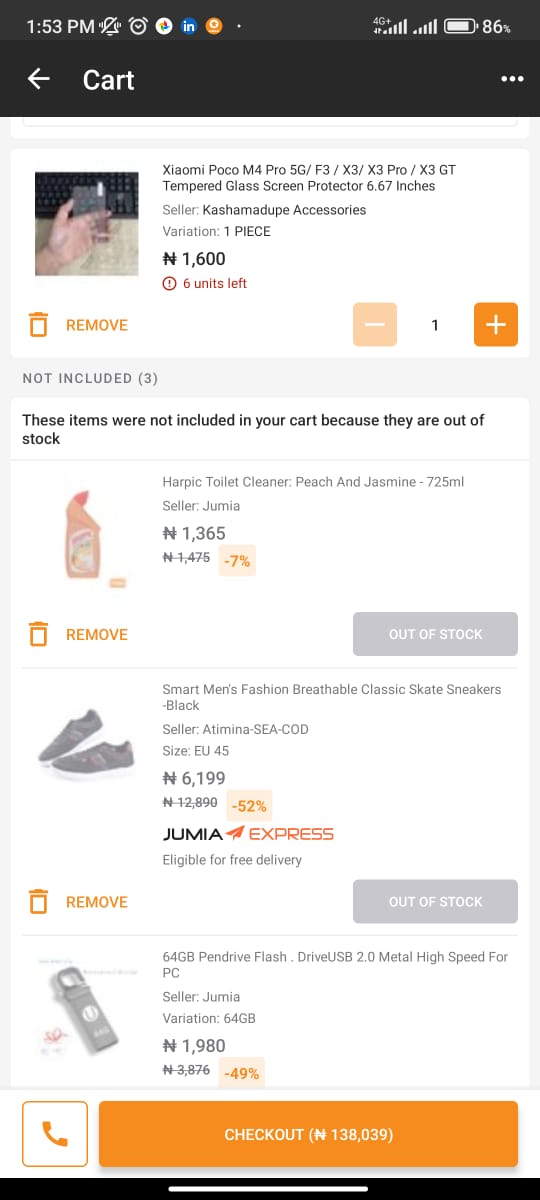 1:53 PM
4G+
86%
Cart
Xiaomi Poco M4 Pro 5G/ F3 / X3/ X3 Pro / X3 GT
Tempered Glass Screen Protector 6.67 Inches
Seller: Kashamadupe Accessories
Variation: 1 PIECE
₦ 1,600
6 units left
REMOVE
1
NOT INCLUDED (3)
These items were not included in your cart because they are out of
stock
Harpic Toilet Cleaner: Peach And Jasmine - 725ml
Seller: Jumia
₦ 1,365
₦ 1,475 -7%
REMOVE
OUT OF STOCK
Smart Men's Fashion Breathable Classic Skate Sneakers
-Black
Seller: Atimina-SEA-COD
Size: EU 45
₦ 6,199
₦ 12,890 -52%
JUMIA EXPRESS
Eligible for free delivery
REMOVE
OUT OF STOCK
64GB Pendrive Flash . DriveUSB 2.0 Metal High Speed For
PC
Seller: Jumia
Variation: 64GB
₦ 1,980
₦ 3,876 -49%
CHECKOUT (₦ 138,039)